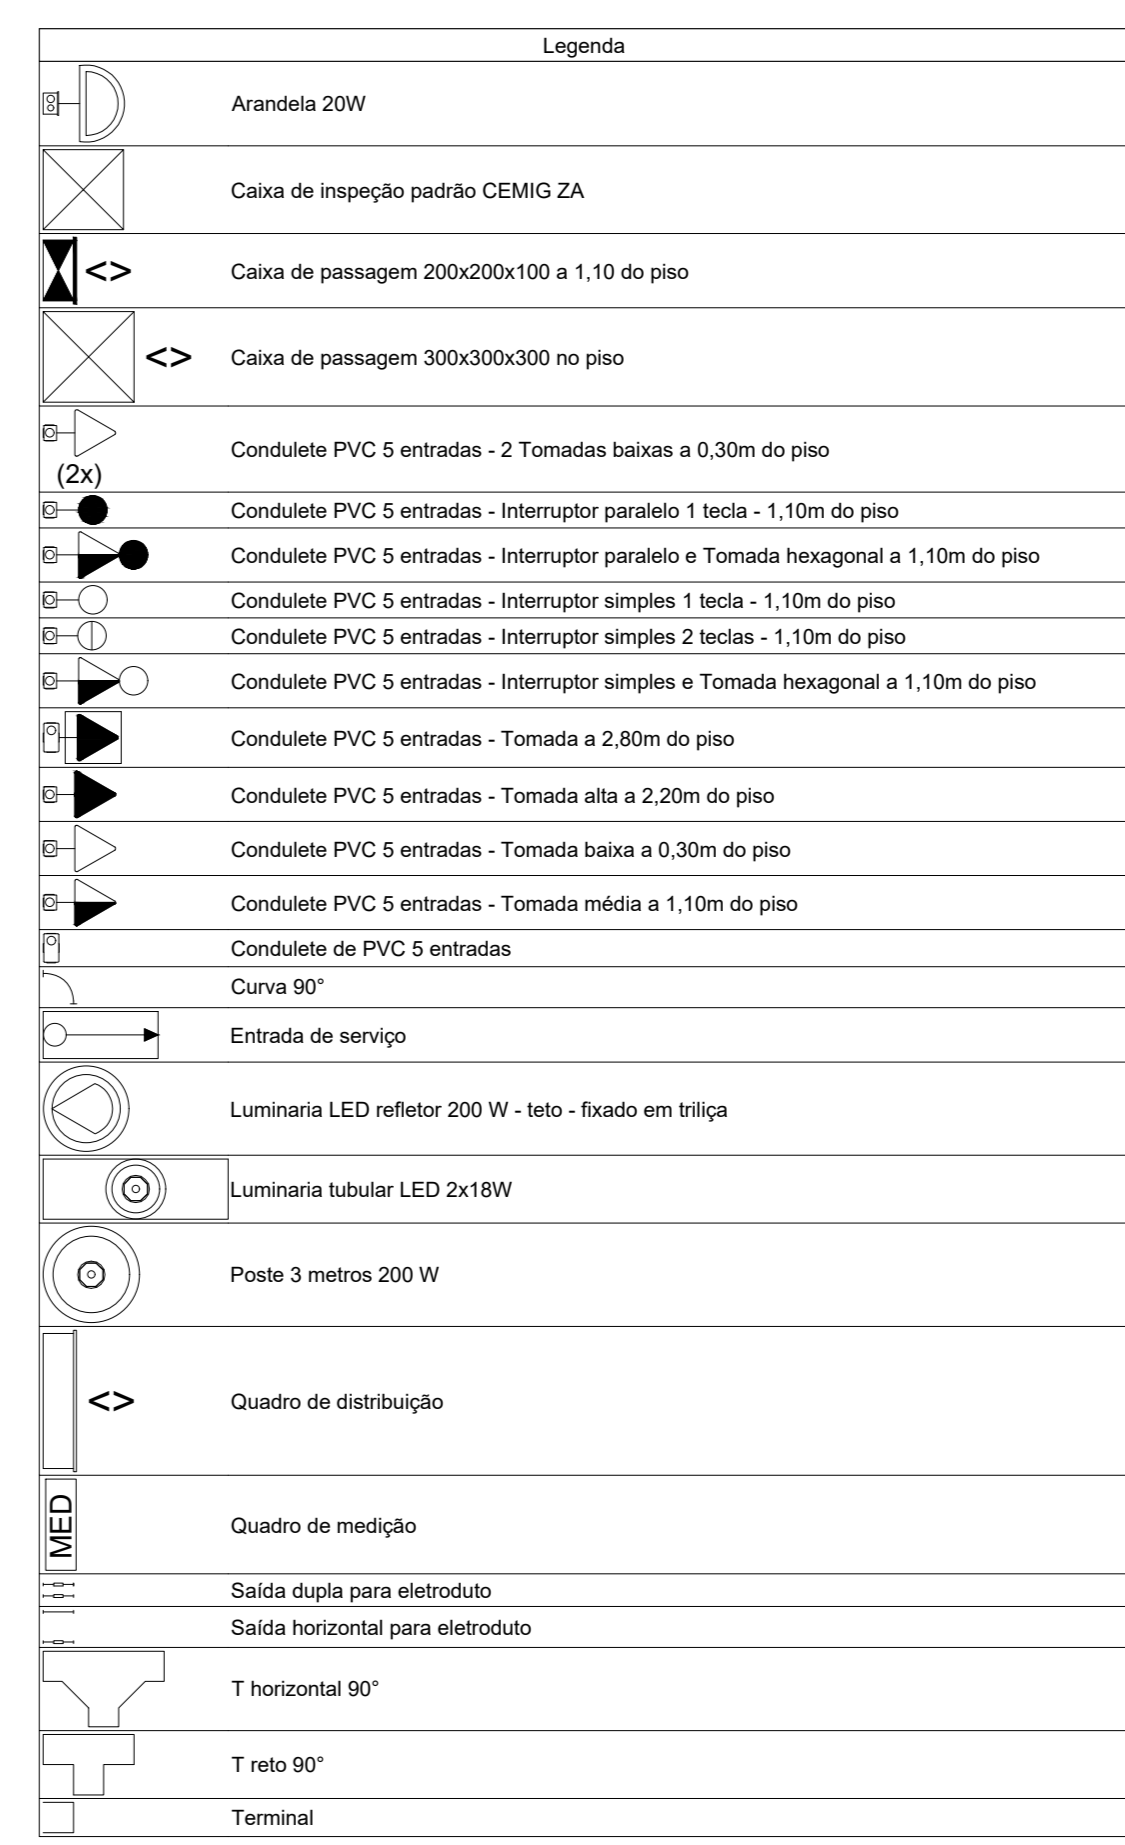 Legenda
Arandela 20W
Caixa de inspeção padrão CEMIG ZA
<> Caixa de passagem 200x200x100 a 1,10 do piso
<> Caixa de passagem 300x300x300 no piso
Condulete PVC 5 entradas - 2 Tomadas baixas a 0,30m do piso
(2x)
Condulete PVC 5 entradas - Interruptor paralelo 1 tecla - 1,10m do piso
Condulete PVC 5 entradas - Interruptor paralelo e Tomada hexagonal a 1,10m do piso
Condulete PVC 5 entradas - Interruptor simples 1 tecla - 1,10m do piso
Condulete PVC 5 entradas - Interruptor simples 2 teclas - 1,10m do piso
Condulete PVC 5 entradas - Interruptor simples e Tomada hexagonal a 1,10m do piso
Condulete PVC 5 entradas - Tomada a 2,80m do piso
Condulete PVC 5 entradas - Tomada alta a 2,20m do piso
Condulete PVC 5 entradas - Tomada baixa a 0,30m do piso
Condulete PVC 5 entradas - Tomada média a 1,10m do piso
Condulete de PVC 5 entradas
Curva 90°
Entrada de serviço
Luminaria LED refletor 200 W - teto - fixado em triliça
Luminaria tubular LED 2x18W
Poste 3 metros 200 W
<> Quadro de distribuição
MED Quadro de medição
Saída dupla para eletroduto
Saída horizontal para eletroduto
T horizontal 90°
T reto 90°
Terminal